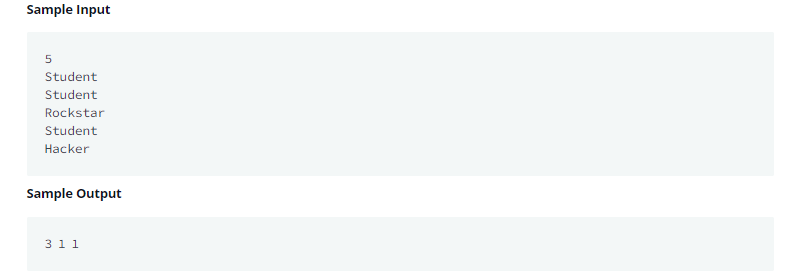 Sample Input
5
Student
Student
Rockstar
Student
Hacker
Sample Output
3 1 1